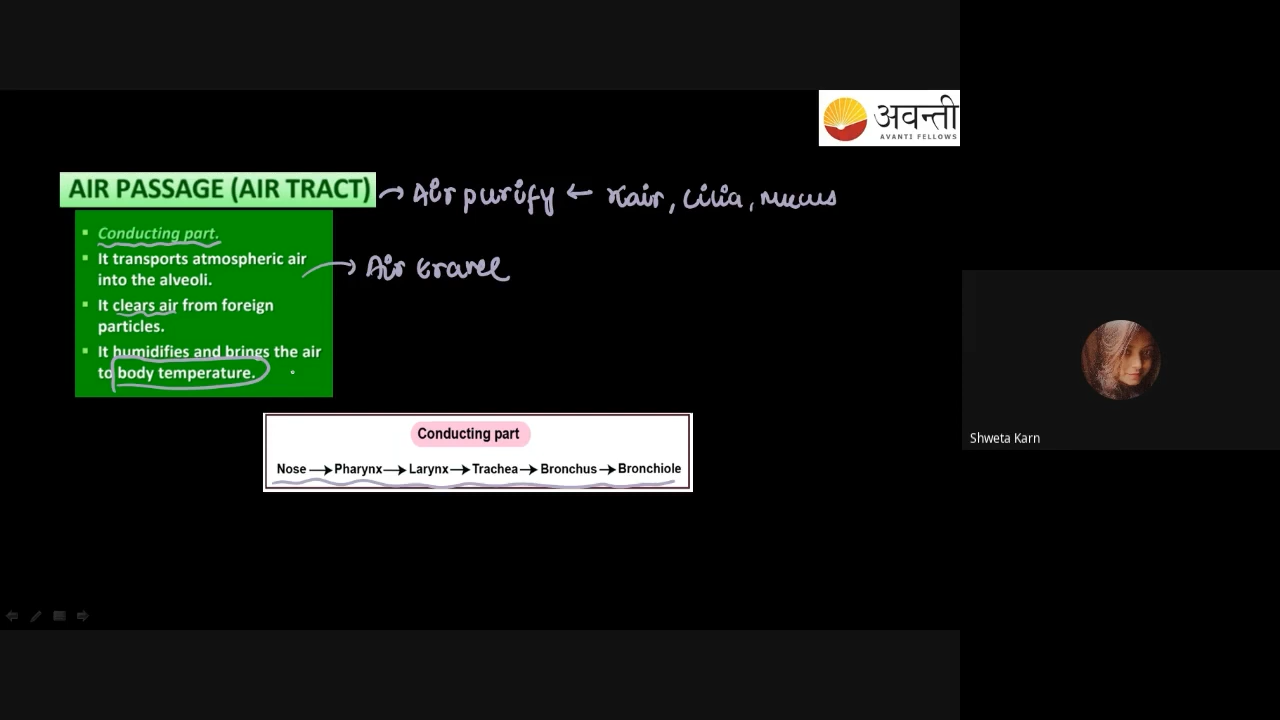 अवन्ती
AVANTI FELLOWS
AIR PASSAGE (AIR TRACT) → Air purify ← Hair, Cilia, Mucus
▪ Conducting part.
▪ It transports atmospheric air
into the alveoli.
→ Air travel
▪ It clears air from foreign
particles.
▪ It humidifies and brings the air
to body temperature.
Conducting part
Nose → Pharynx → Larynx → Trachea → Bronchus → Bronchiole
Shweta Karn